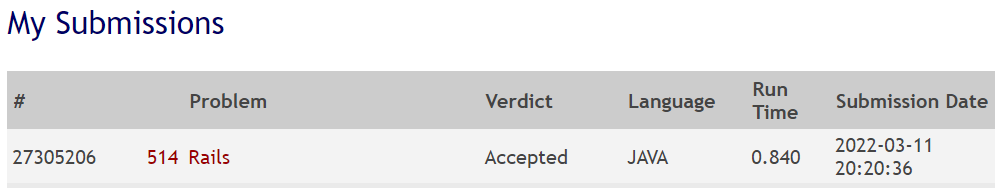 My Submissions
# Problem Verdict Language Run Time Submission Date
27305206 514 Rails Accepted JAVA 0.840 2022-03-11 20:20:36